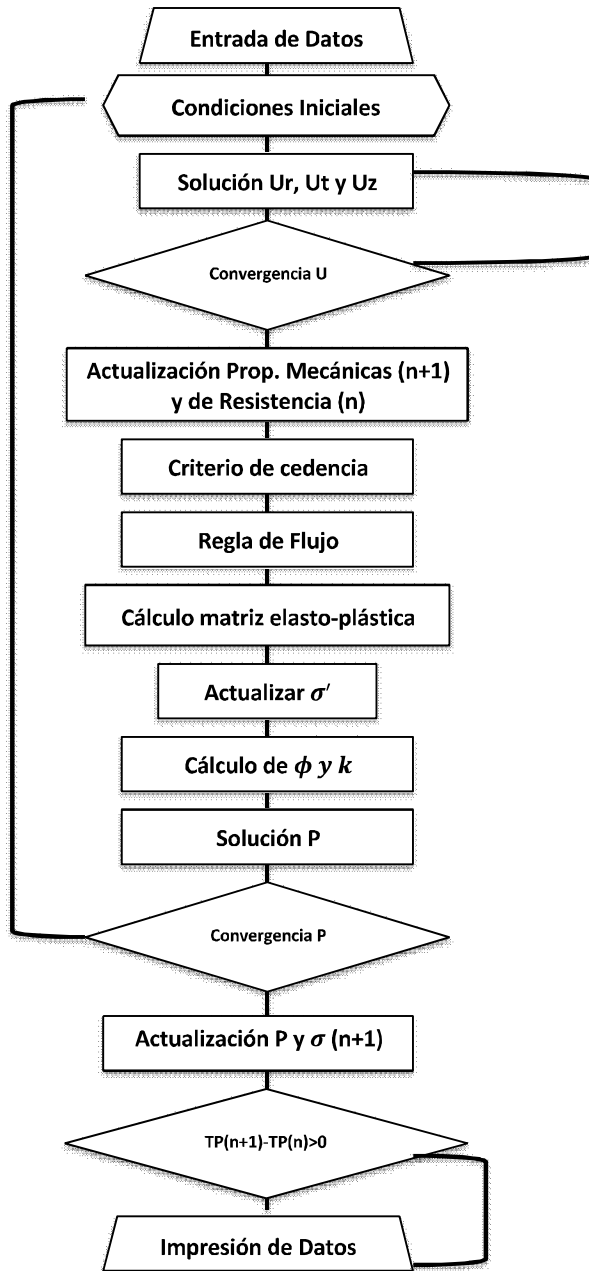 Entrada de Datos
Condiciones Iniciales
Solución Ur, Ut y Uz
Convergencia U
Actualización Prop. Mecánicas (n+1)
y de Resistencia (n)
Criterio de cedencia
Regla de Flujo
Cálculo matriz elasto-plástica
Actualizar σ′
Cálculo de ϕ y k
Solución P
Convergencia P
Actualización P y σ (n+1)
TP(n+1)-TP(n)>0
Impresión de Datos